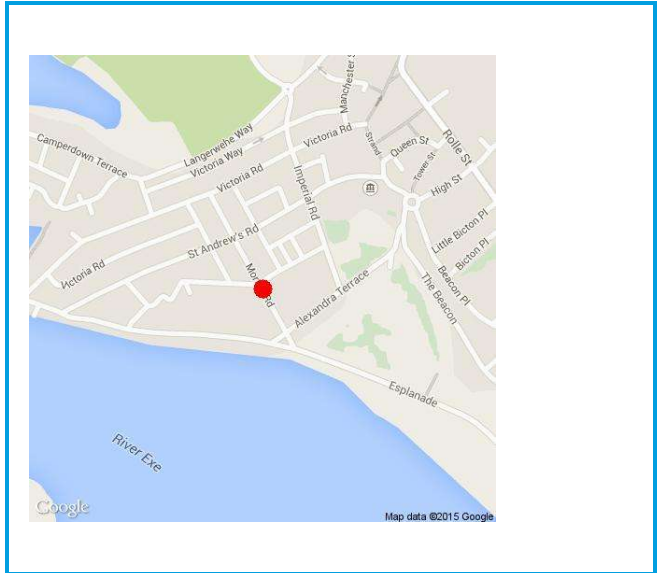 Manchester S
Langerwehe Way
Camperdown Terrace
Victoria Way
Victoria Rd
Strand
Queen St
Rolle St
Tower St
High St
Victoria Rd
Imperial Rd
St Andrew's Rd
Little Bicton Pl
Bicton Pl
Victoria Rd
Rd
Alexandra Terrace
Beacon Pl
The Beacon
Esplanade
River Exe
Google
Map data ©2015 Google